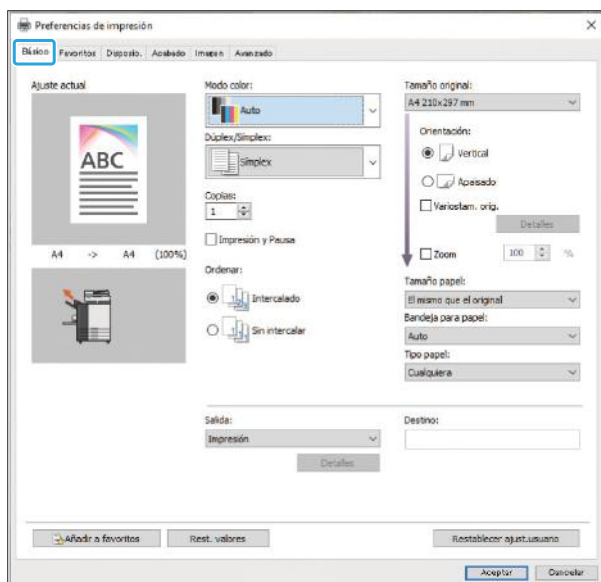 Preferencias de impresión
Básico Favoritos Disposio. Acabado Imagen Avanzado
Ajuste actual
ABC
A4 -> A4 (100%)
Modo color:
Auto
Dúplex/Símplex:
Símplex
Copias:
1
Impresión y Pausa
Ordenar:
Intercalado
Sin intercalar
Tamaño original:
A4 210x297 mm
Orientación:
Vertical
Apaisado
Variostam. orig.
Detalles
Zoom 100 %
Tamaño papel:
El mismo que el original
Bandeja para papel:
Auto
Tipo papel:
Cualquiera
Salida:
Impresión
Detalles
Destino:
Añadir a favoritos Rest. valores Restablecer ajust.usuario
Aceptar Cancelar